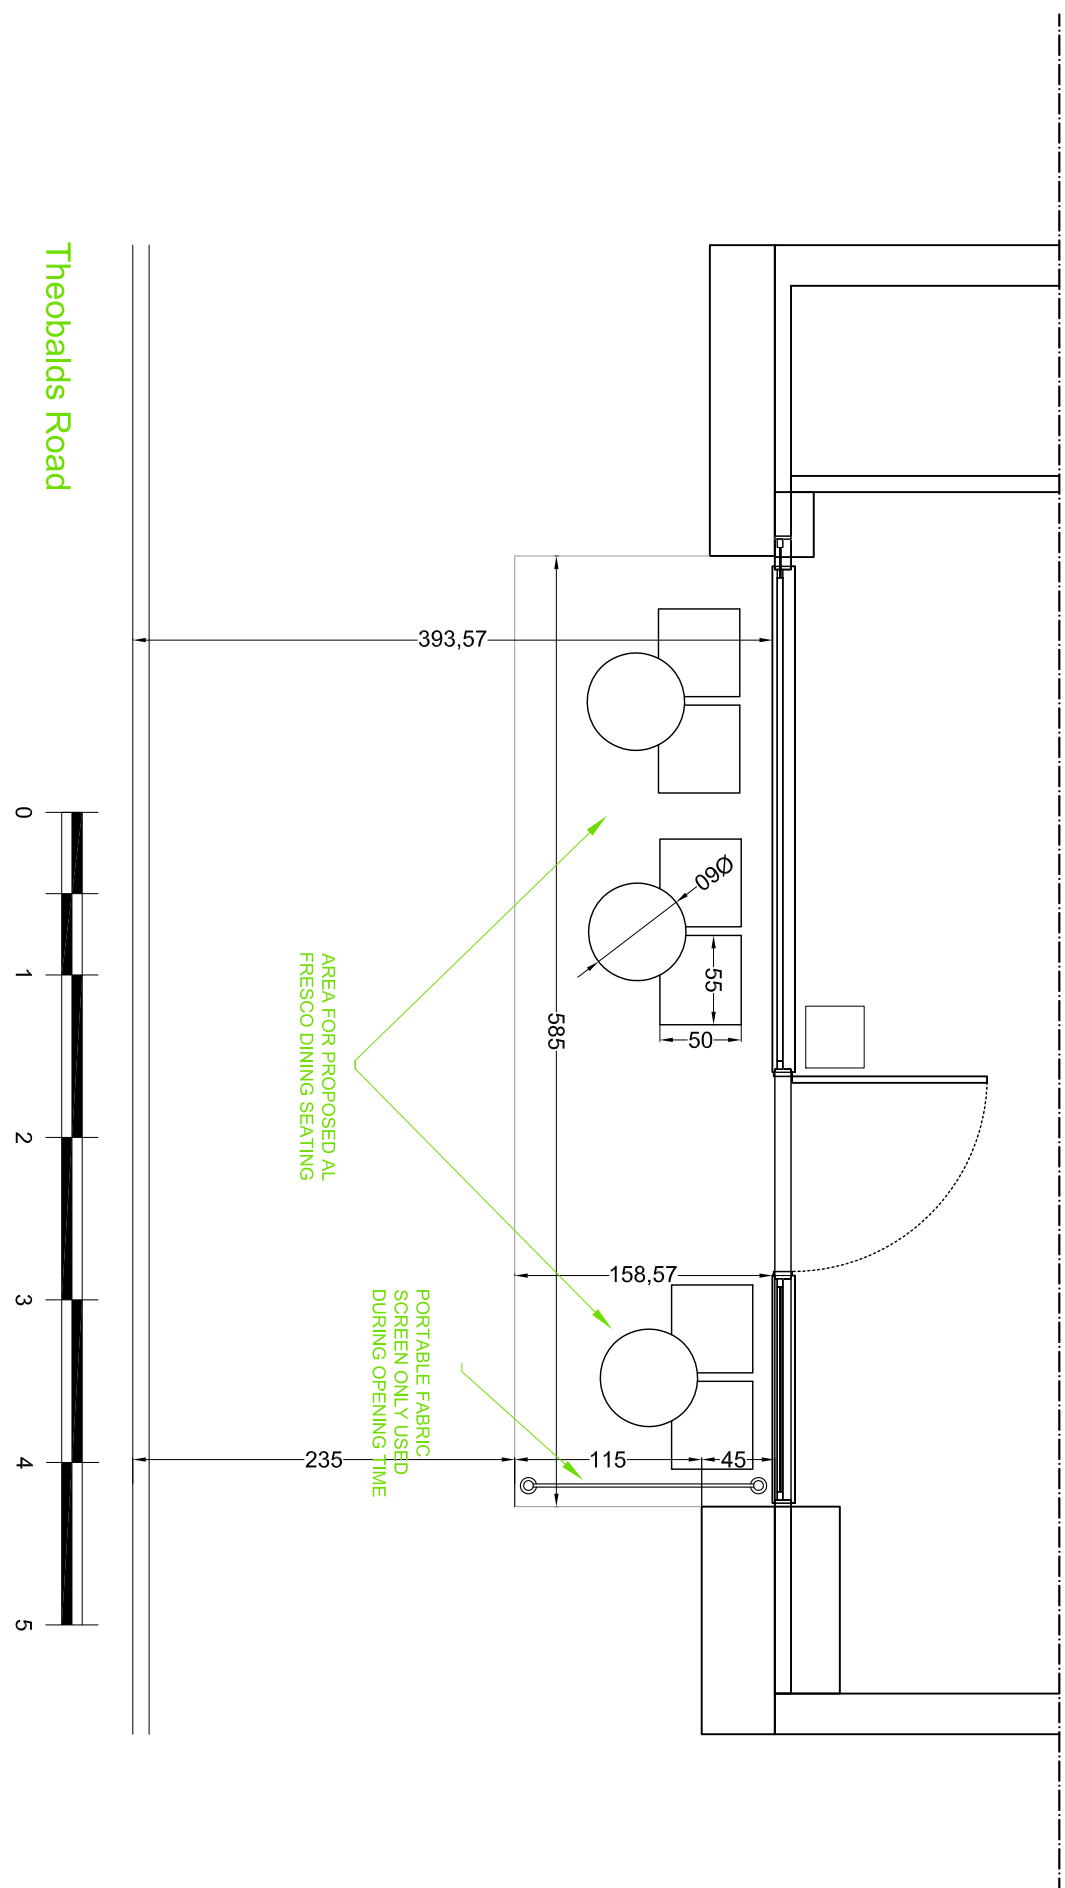 Theobalds Road
393,57
Ø60
55
50
585
AREA FOR PROPOSED AL
FRESCO DINING SEATING
158,57
PORTABLE FABRIC
SCREEN ONLY USED
DURING OPENING TIME
235
115
45
0
1
2
3
4
5